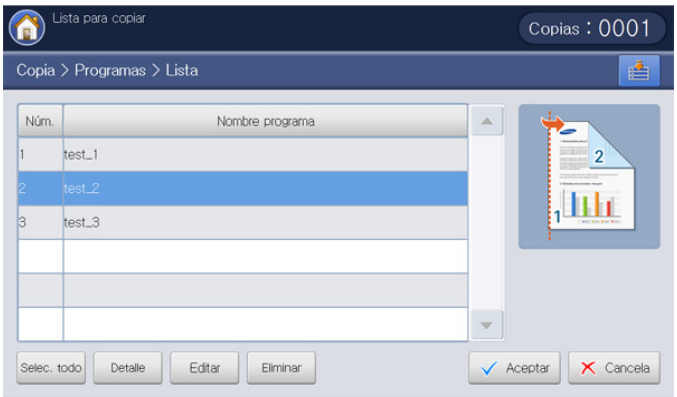 Lista para copiar
Copias : 0001
Copia > Programas > Lista
Núm. Nombre programa
1 test_1
2 test_2
3 test_3
2
1
Selec. todo Detalle Editar Eliminar Aceptar Cancela